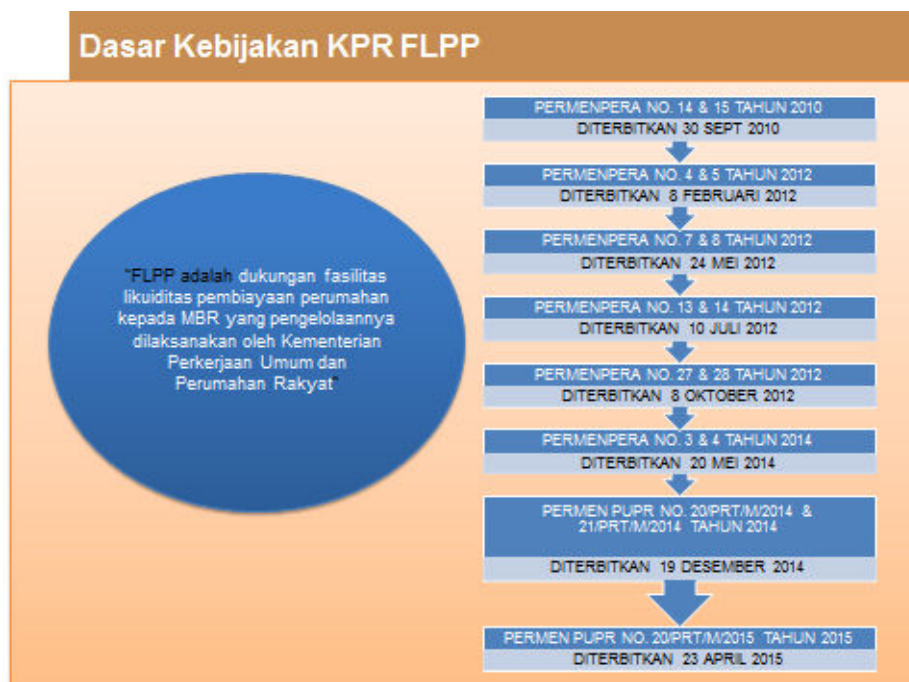 Dasar Kebijakan KPR FLPP
"FLPP adalah dukungan fasilitas
likuiditas pembiayaan perumahan
kepada MBR yang pengelolaannya
dilaksanakan oleh Kementerian
Perkerjaan Umum dan
Perumahan Rakyat"
PERMENPERA NO. 14 & 15 TAHUN 2010
DITERBITKAN 30 SEPT 2010
PERMENPERA NO. 4 & 5 TAHUN 2012
DITERBITKAN 8 FEBRUARI 2012
PERMENPERA NO. 7 & 8 TAHUN 2012
DITERBITKAN 24 MEI 2012
PERMENPERA NO. 13 & 14 TAHUN 2012
DITERBITKAN 10 JULI 2012
PERMENPERA NO. 27 & 28 TAHUN 2012
DITERBITKAN 8 OKTOBER 2012
PERMENPERA NO. 3 & 4 TAHUN 2014
DITERBITKAN 20 MEI 2014
PERMEN PUPR NO. 20/PRT/M/2014 &
21/PRT/M/2014 TAHUN 2014
DITERBITKAN 19 DESEMBER 2014
PERMEN PUPR NO. 20/PRT/M/2015 TAHUN 2015
DITERBITKAN 23 APRIL 2015